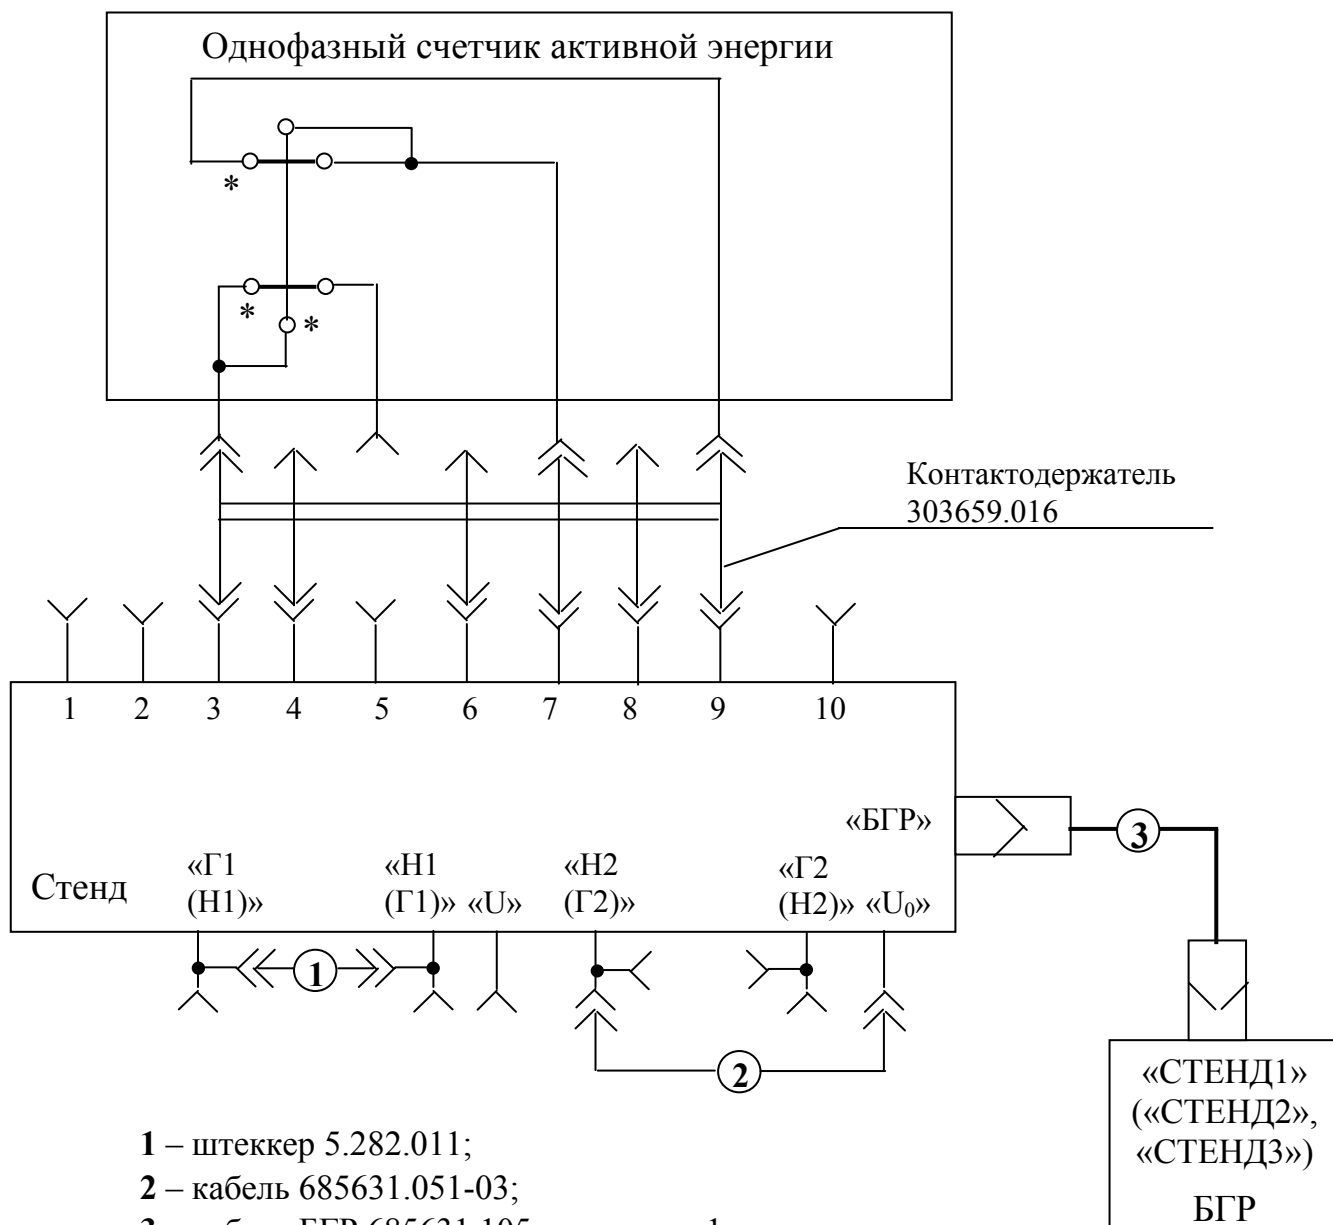 Однофазный счетчик активной энергии
*
* *
Контактодержатель
303659.016
1 2 3 4 5 6 7 8 9 10
«БГР»
3
Стенд
«Г1
(Н1)»
«Н1
(Г1)»
«U»
«Н2
(Г2)»
«Г2
(Н2)»
«U₀»
1
2
«СТЕНД1»
(«СТЕНД2»,
«СТЕНД3»)
БГР
1 – штеккер 5.282.011;
2 – кабель 685631.051-03;